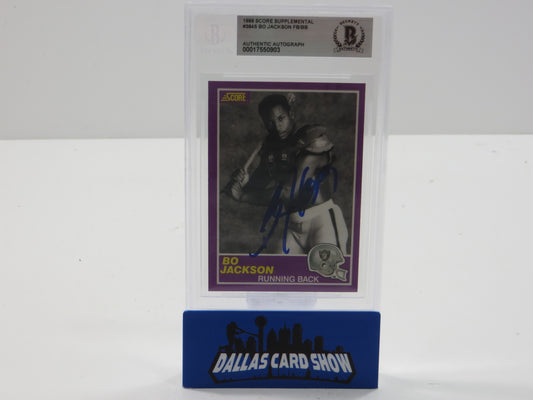 1989 SCORE SUPPLEMENTAL
#384S BO JACKSON FB/BB
AUTHENTIC AUTOGRAPH
00017550903
BECKETT
B
SCORE
BO
JACKSON
RUNNING BACK
DALLAS CARD SHOW